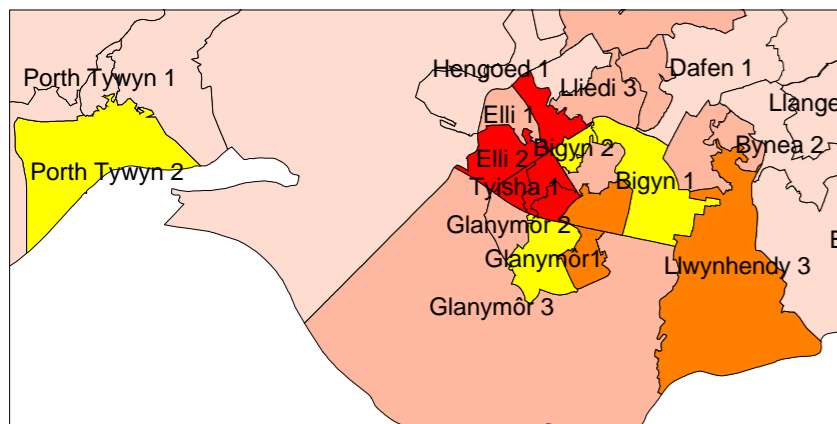 Hengoed 1
Dafen 1
Porth Tywyn 1
Lliedi 3
Llange
Elli 1
Bynea 2
Bigyn 2
Elli 2
Porth Tywyn 2
Bigyn 1
Tyisha 1
Glanymôr 2
E
Glanymôr1
Llwynhendy 3
Glanymôr 3